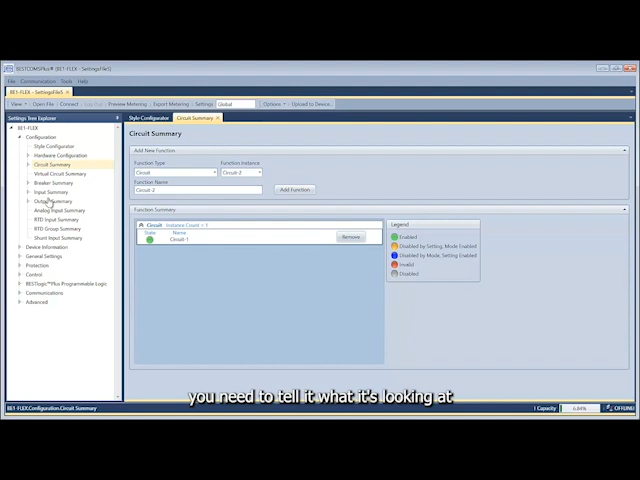 BESTCOMSPlus® (BE1-FLEX - SettingsFile5)
File Communication Tools Help
BE1-FLEX - SettingsFile5 ×
View Open File Connect Preview Metering Export Metering Settings Global Options Upload to Device
Settings Tree Explorer
BE1-FLEX
Configuration
Style Configurator
Hardware Configuration
Circuit Summary
Virtual Circuit Summary
Breaker Summary
Input Summary
Output Summary
Analog Input Summary
RTD Input Summary
RTD Group Summary
Shunt Input Summary
Device Information
General Settings
Protection
Control
BESTlogic™Plus Programmable Logic
Communications
Advanced
Style Configurator Circuit Summary ×
Circuit Summary
Add New Function
Function Type Function Instance
Circuit Circuit-2
Function Name
Circuit-2 Add Function
Function Summary
Circuit Instance Count = 1
State Name
Circuit-1 Remove
Legend
Enabled
Disabled by Setting, Mode Enabled
Disabled by Mode, Setting Enabled
Invalid
Disabled
you need to tell it what it's looking at
BE1-FLEX.Configuration.Circuit Summary
Capacity 6.84% OFFLINE